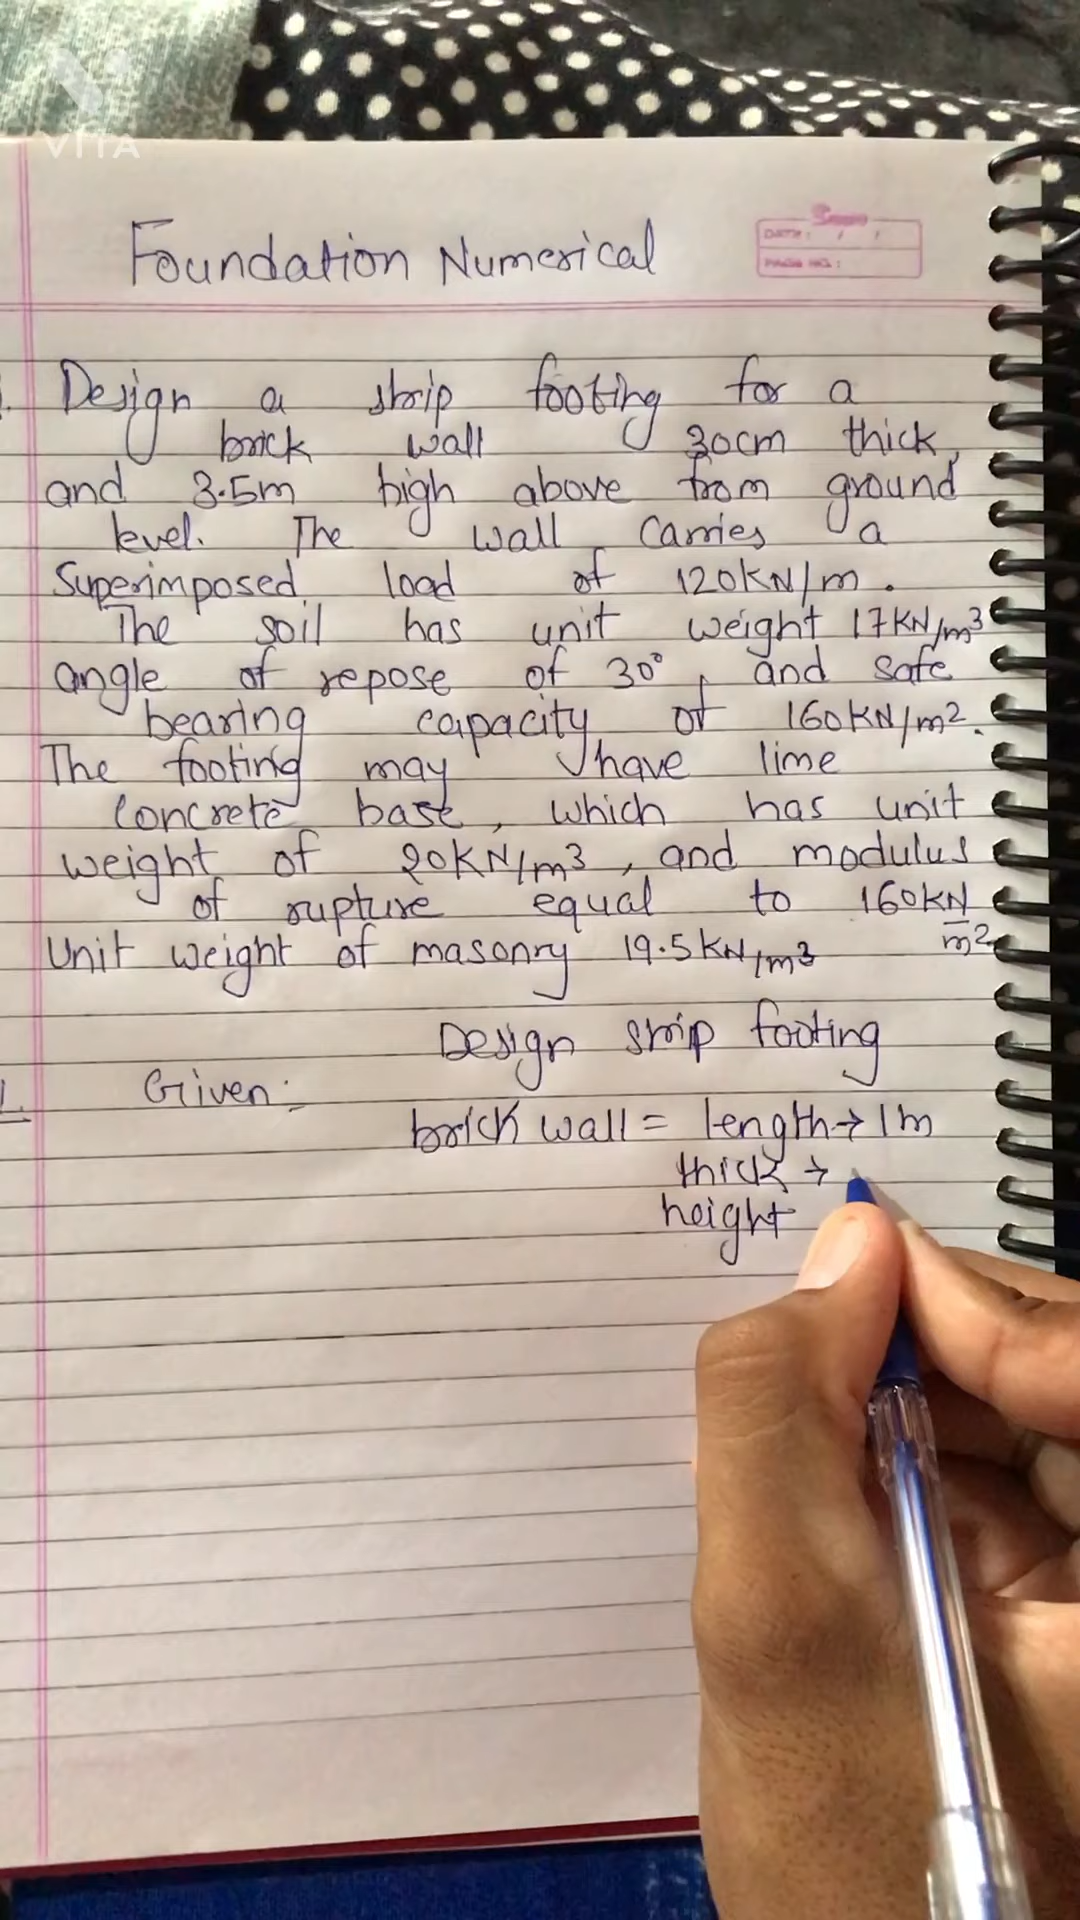 VITA
Foundation Numerical
DATE: / /
PAGE NO.:
Design a strip footing for a
brick wall 30cm thick,
and 3.5m high above from ground
level. The wall carries a
Superimposed load of 120KN/m.
The soil has unit weight 17KN/m3
angle of repose of 30°, and safe
bearing capacity of 160KN/m2.
The footing may have lime
concrete base, which has unit
weight of 20KN/m3, and modulus
of rupture equal to 160KN
m2
Unit weight of masonry 19.5KN/m3
Design strip footing
Given:
brick wall = length → 1m
thick →
height